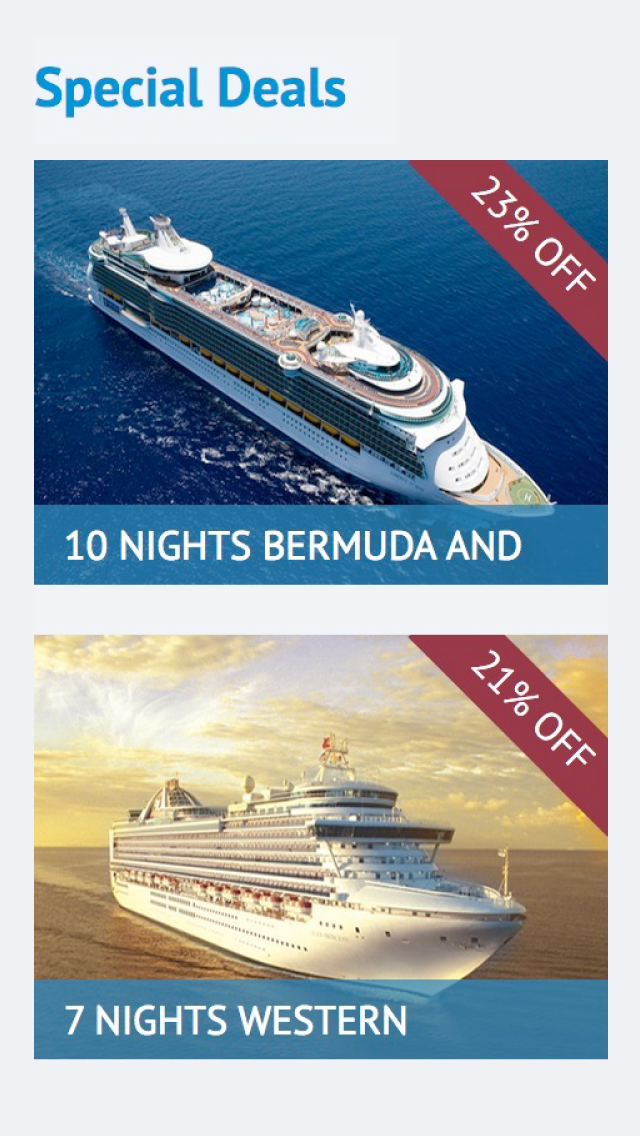 Special Deals
23% OFF
10 NIGHTS BERMUDA AND
21% OFF
7 NIGHTS WESTERN